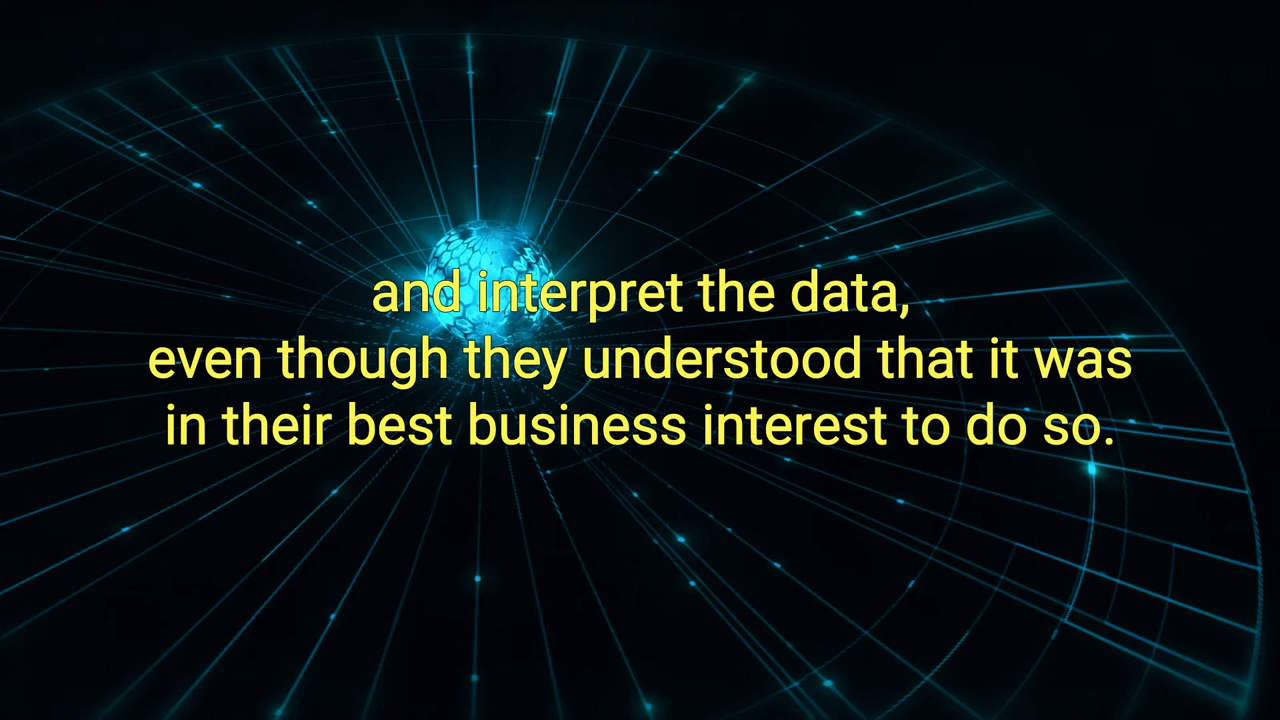 and interpret the data,
even though they understood that it was
in their best business interest to do so.